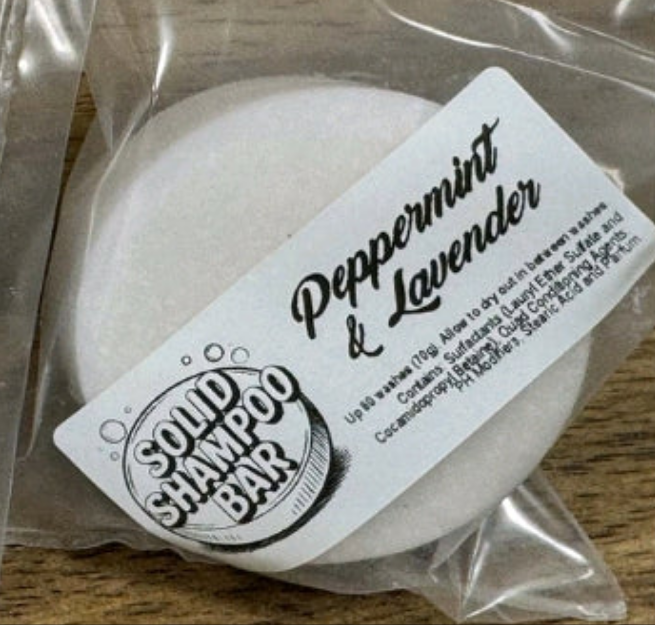 Peppermint
& Lavender
Up 80 washes (70g). Allow to dry out in between washes
Contains: Surfactants (Lauryl Ether Sulfate and
Cocamidopropyl Betaine), Quad Conditioning Agents
PH Modifiers, Stearic Acid and Parfum
SOLID
SHAMPOO
BAR